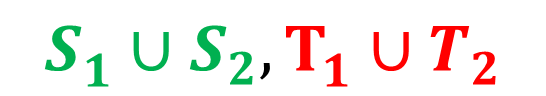 S₁ ∪ S₂, T₁ ∪ T₂